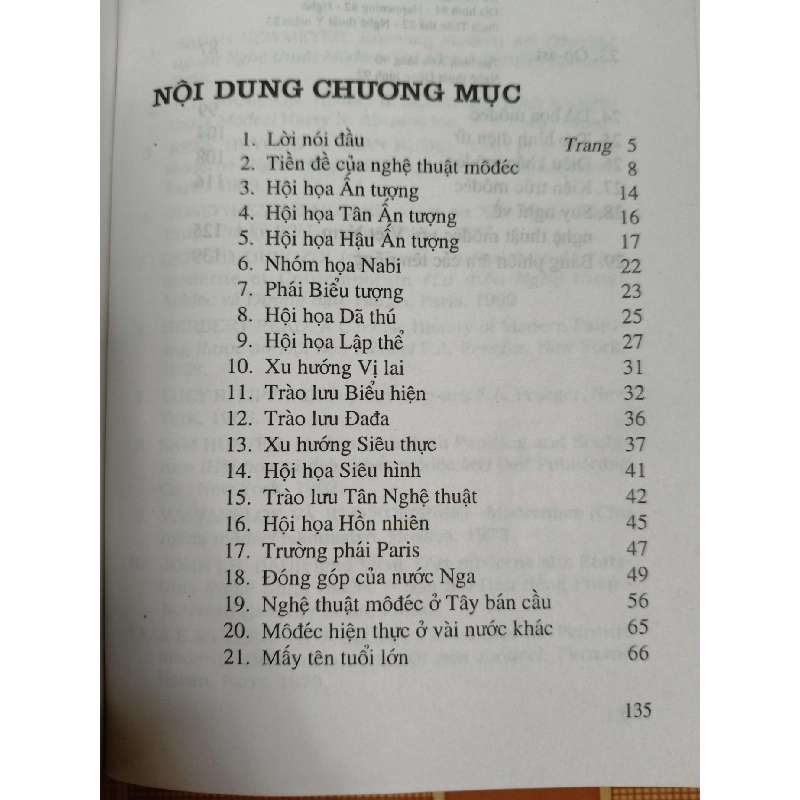 NỘI DUNG CHƯƠNG MỤC
1. Lời nói đầu Trang 5
2. Tiền đề của nghệ thuật môđéc 8
3. Hội họa Ấn tượng 14
4. Hội họa Tân Ấn tượng 16
5. Hội họa Hậu Ấn tượng 17
6. Nhóm họa Nabi 22
7. Phái Biểu tượng 23
8. Hội họa Dã thú 25
9. Hội họa Lập thể 27
10. Xu hướng Vị lai 31
11. Trào lưu Biểu hiện 32
12. Trào lưu Đađa 36
13. Xu hướng Siêu thực 37
14. Hội họa Siêu hình 41
15. Trào lưu Tân Nghệ thuật 42
16. Hội họa Hồn nhiên 45
17. Trường phái Paris 47
18. Đóng góp của nước Nga 49
19. Nghệ thuật môđéc ở Tây bán cầu 56
20. Môđéc hiện thực ở vài nước khác 65
21. Mấy tên tuổi lớn 66
135